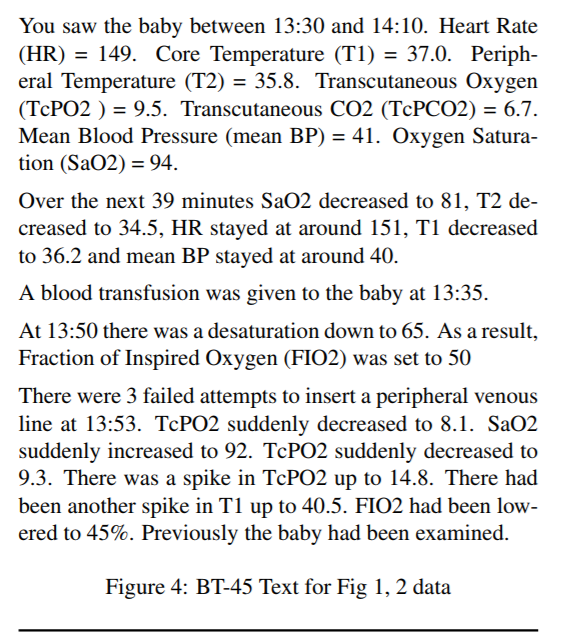 You saw the baby between 13:30 and 14:10. Heart Rate
(HR) = 149. Core Temperature (T1) = 37.0. Periph-
eral Temperature (T2) = 35.8. Transcutaneous Oxygen
(TcPO2 ) = 9.5. Transcutaneous CO2 (TcPCO2) = 6.7.
Mean Blood Pressure (mean BP) = 41. Oxygen Satura-
tion (SaO2) = 94.
Over the next 39 minutes SaO2 decreased to 81, T2 de-
creased to 34.5, HR stayed at around 151, T1 decreased
to 36.2 and mean BP stayed at around 40.
A blood transfusion was given to the baby at 13:35.
At 13:50 there was a desaturation down to 65. As a result,
Fraction of Inspired Oxygen (FIO2) was set to 50
There were 3 failed attempts to insert a peripheral venous
line at 13:53. TcPO2 suddenly decreased to 8.1. SaO2
suddenly increased to 92. TcPO2 suddenly decreased to
9.3. There was a spike in TcPO2 up to 14.8. There had
been another spike in T1 up to 40.5. FIO2 had been low-
ered to 45%. Previously the baby had been examined.
Figure 4: BT-45 Text for Fig 1, 2 data